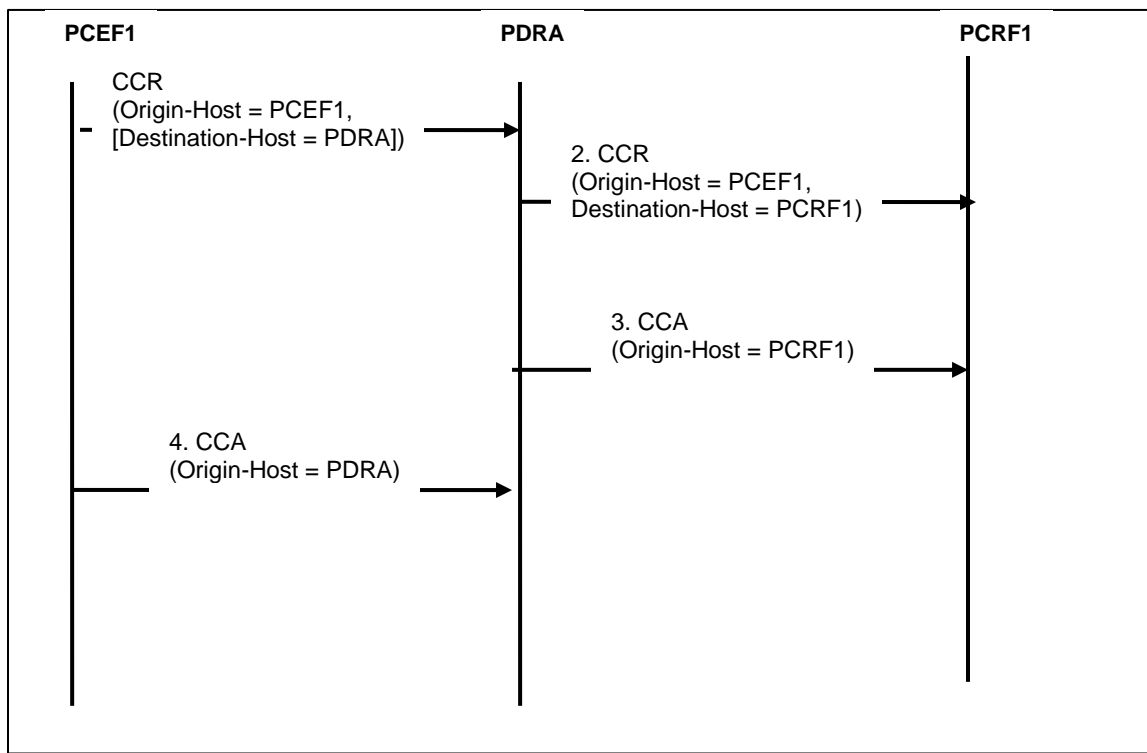 PCEF1
PDRA
PCRF1
CCR
(Origin-Host = PCEF1,
[Destination-Host = PDRA])
2. CCR
(Origin-Host = PCEF1,
Destination-Host = PCRF1)
3. CCA
(Origin-Host = PCRF1)
4. CCA
(Origin-Host = PDRA)